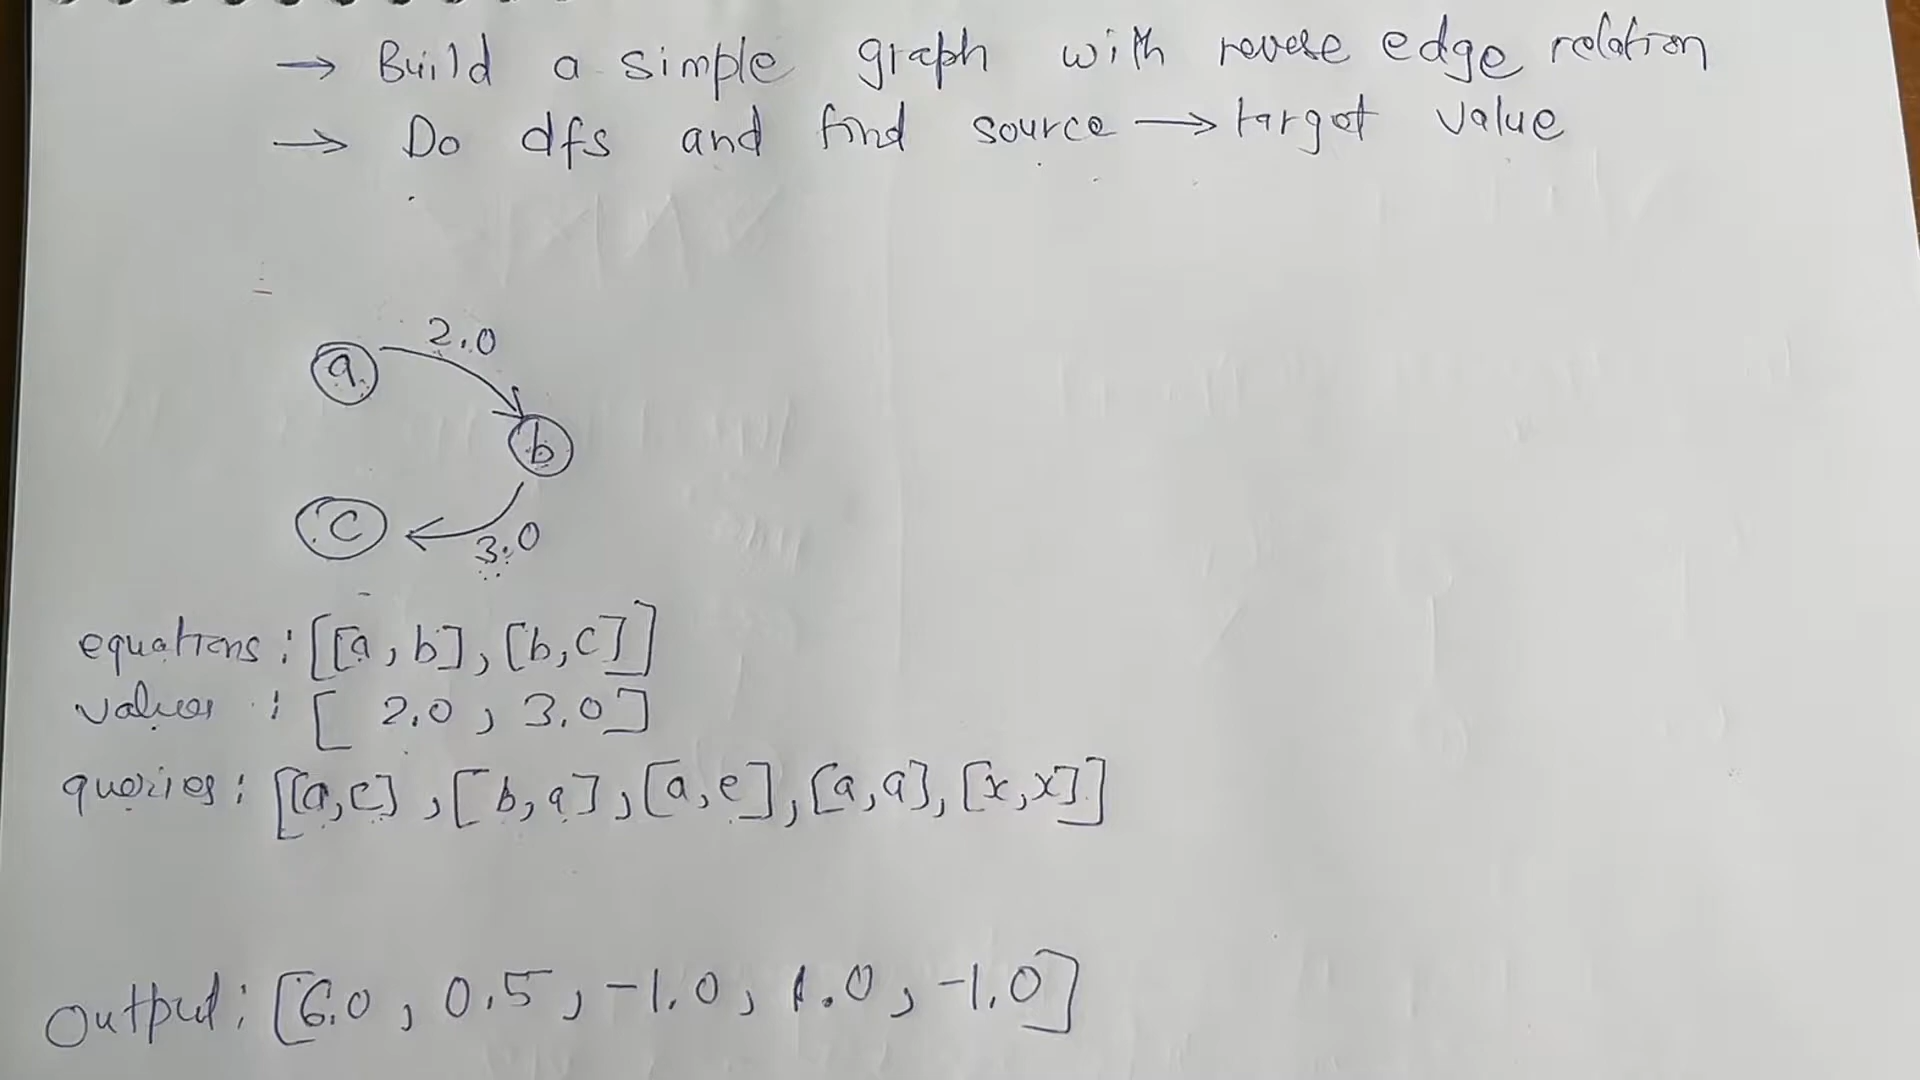 → Build a simple graph with revese edge relation
→ Do dfs and find source → target value
2.0
a
b
c
3.0
equations : [[a, b], [b, c]]
values : [ 2.0, 3.0]
queries : [[a, c], [b, a], [a, e], [a, a], [x, x]]
Output : [6.0, 0.5, -1.0, 1.0, -1.0]